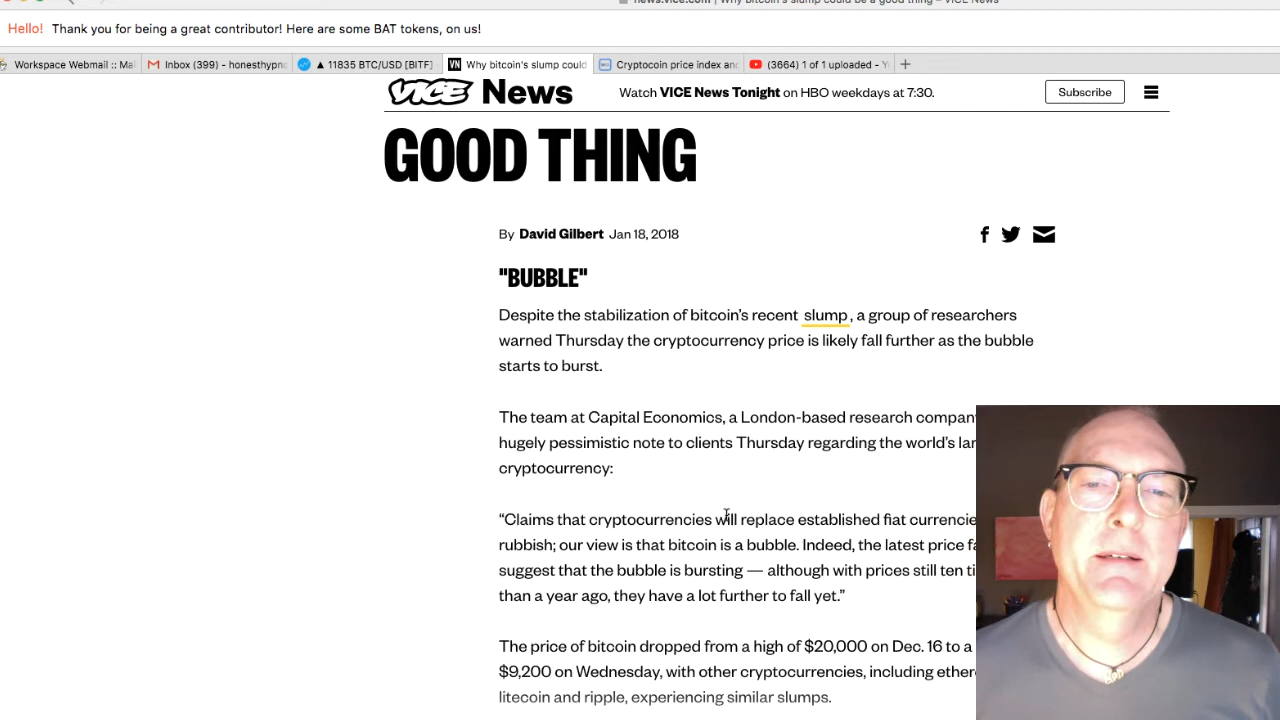 news.vice.com | Why bitcoin's slump could be a good thing – VICE News
Hello! Thank you for being a great contributor! Here are some BAT tokens, on us!
Workspace Webmail :: Mai
Inbox (399) - honesthypno
▲ 11835 BTC/USD [BITF]
VN Why bitcoin's slump could
Cryptocoin price index and
(3664) 1 of 1 uploaded - Y
VICE News
Watch VICE News Tonight on HBO weekdays at 7:30.
Subscribe
GOOD THING
By David Gilbert Jan 18, 2018
"BUBBLE"
Despite the stabilization of bitcoin's recent slump, a group of researchers
warned Thursday the cryptocurrency price is likely fall further as the bubble
starts to burst.
The team at Capital Economics, a London-based research company
hugely pessimistic note to clients Thursday regarding the world's lar
cryptocurrency:
“Claims that cryptocurrencies will replace established fiat currencie
rubbish; our view is that bitcoin is a bubble. Indeed, the latest price fa
suggest that the bubble is bursting — although with prices still ten ti
than a year ago, they have a lot further to fall yet.”
The price of bitcoin dropped from a high of $20,000 on Dec. 16 to a
$9,200 on Wednesday, with other cryptocurrencies, including ether
litecoin and ripple, experiencing similar slumps.